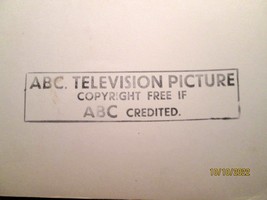 ABC. TELEVISION PICTURE
COPYRIGHT FREE IF
ABC CREDITED.
10/10/2022